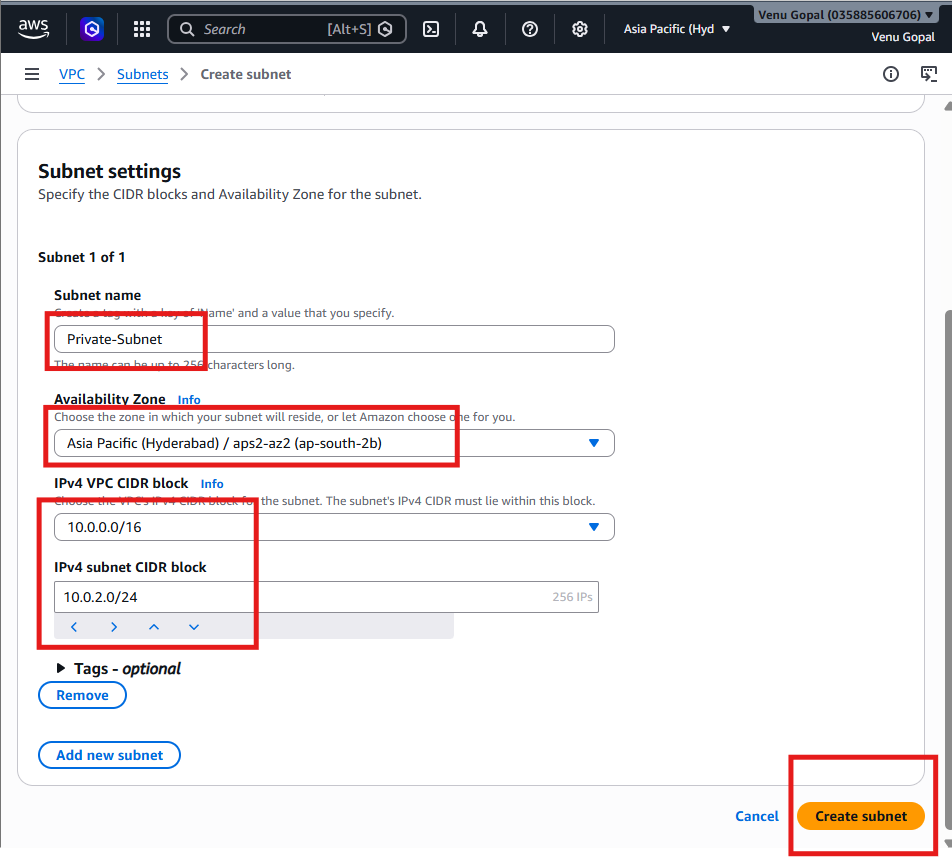 aws
Search [Alt+S]
Asia Pacific (Hyd
Venu Gopal (035885606706)
Venu Gopal
VPC > Subnets > Create subnet
Subnet settings
Specify the CIDR blocks and Availability Zone for the subnet.
Subnet 1 of 1
Subnet name
Create a tag with a key of 'Name' and a value that you specify.
Private-Subnet
The name can be up to 256 characters long.
Availability Zone Info
Choose the zone in which your subnet will reside, or let Amazon choose one for you.
Asia Pacific (Hyderabad) / aps2-az2 (ap-south-2b)
IPv4 VPC CIDR block Info
Choose the VPC's IPv4 CIDR block for the subnet. The subnet's IPv4 CIDR must lie within this block.
10.0.0.0/16
IPv4 subnet CIDR block
10.0.2.0/24 256 IPs
Tags - optional
Remove
Add new subnet
Cancel Create subnet